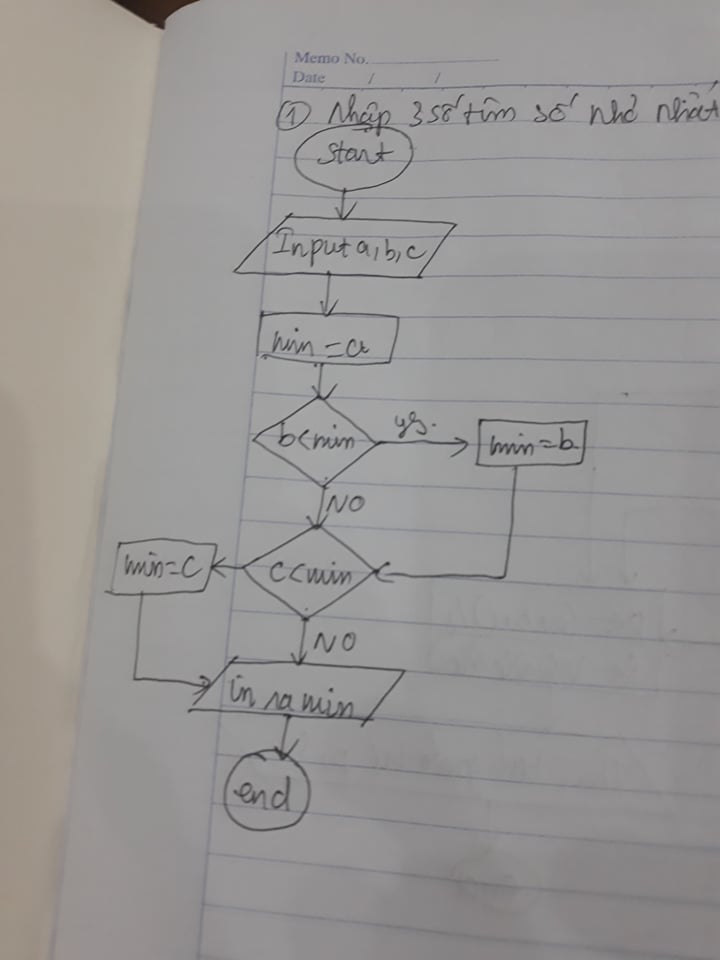 Memo No.
Date / /
① Nhập 3 số tìm số nhỏ nhất
Start
Input a, b, c
min = a
b < min
yes.
min = b
NO
min = c
c < min
NO
in ra min
end